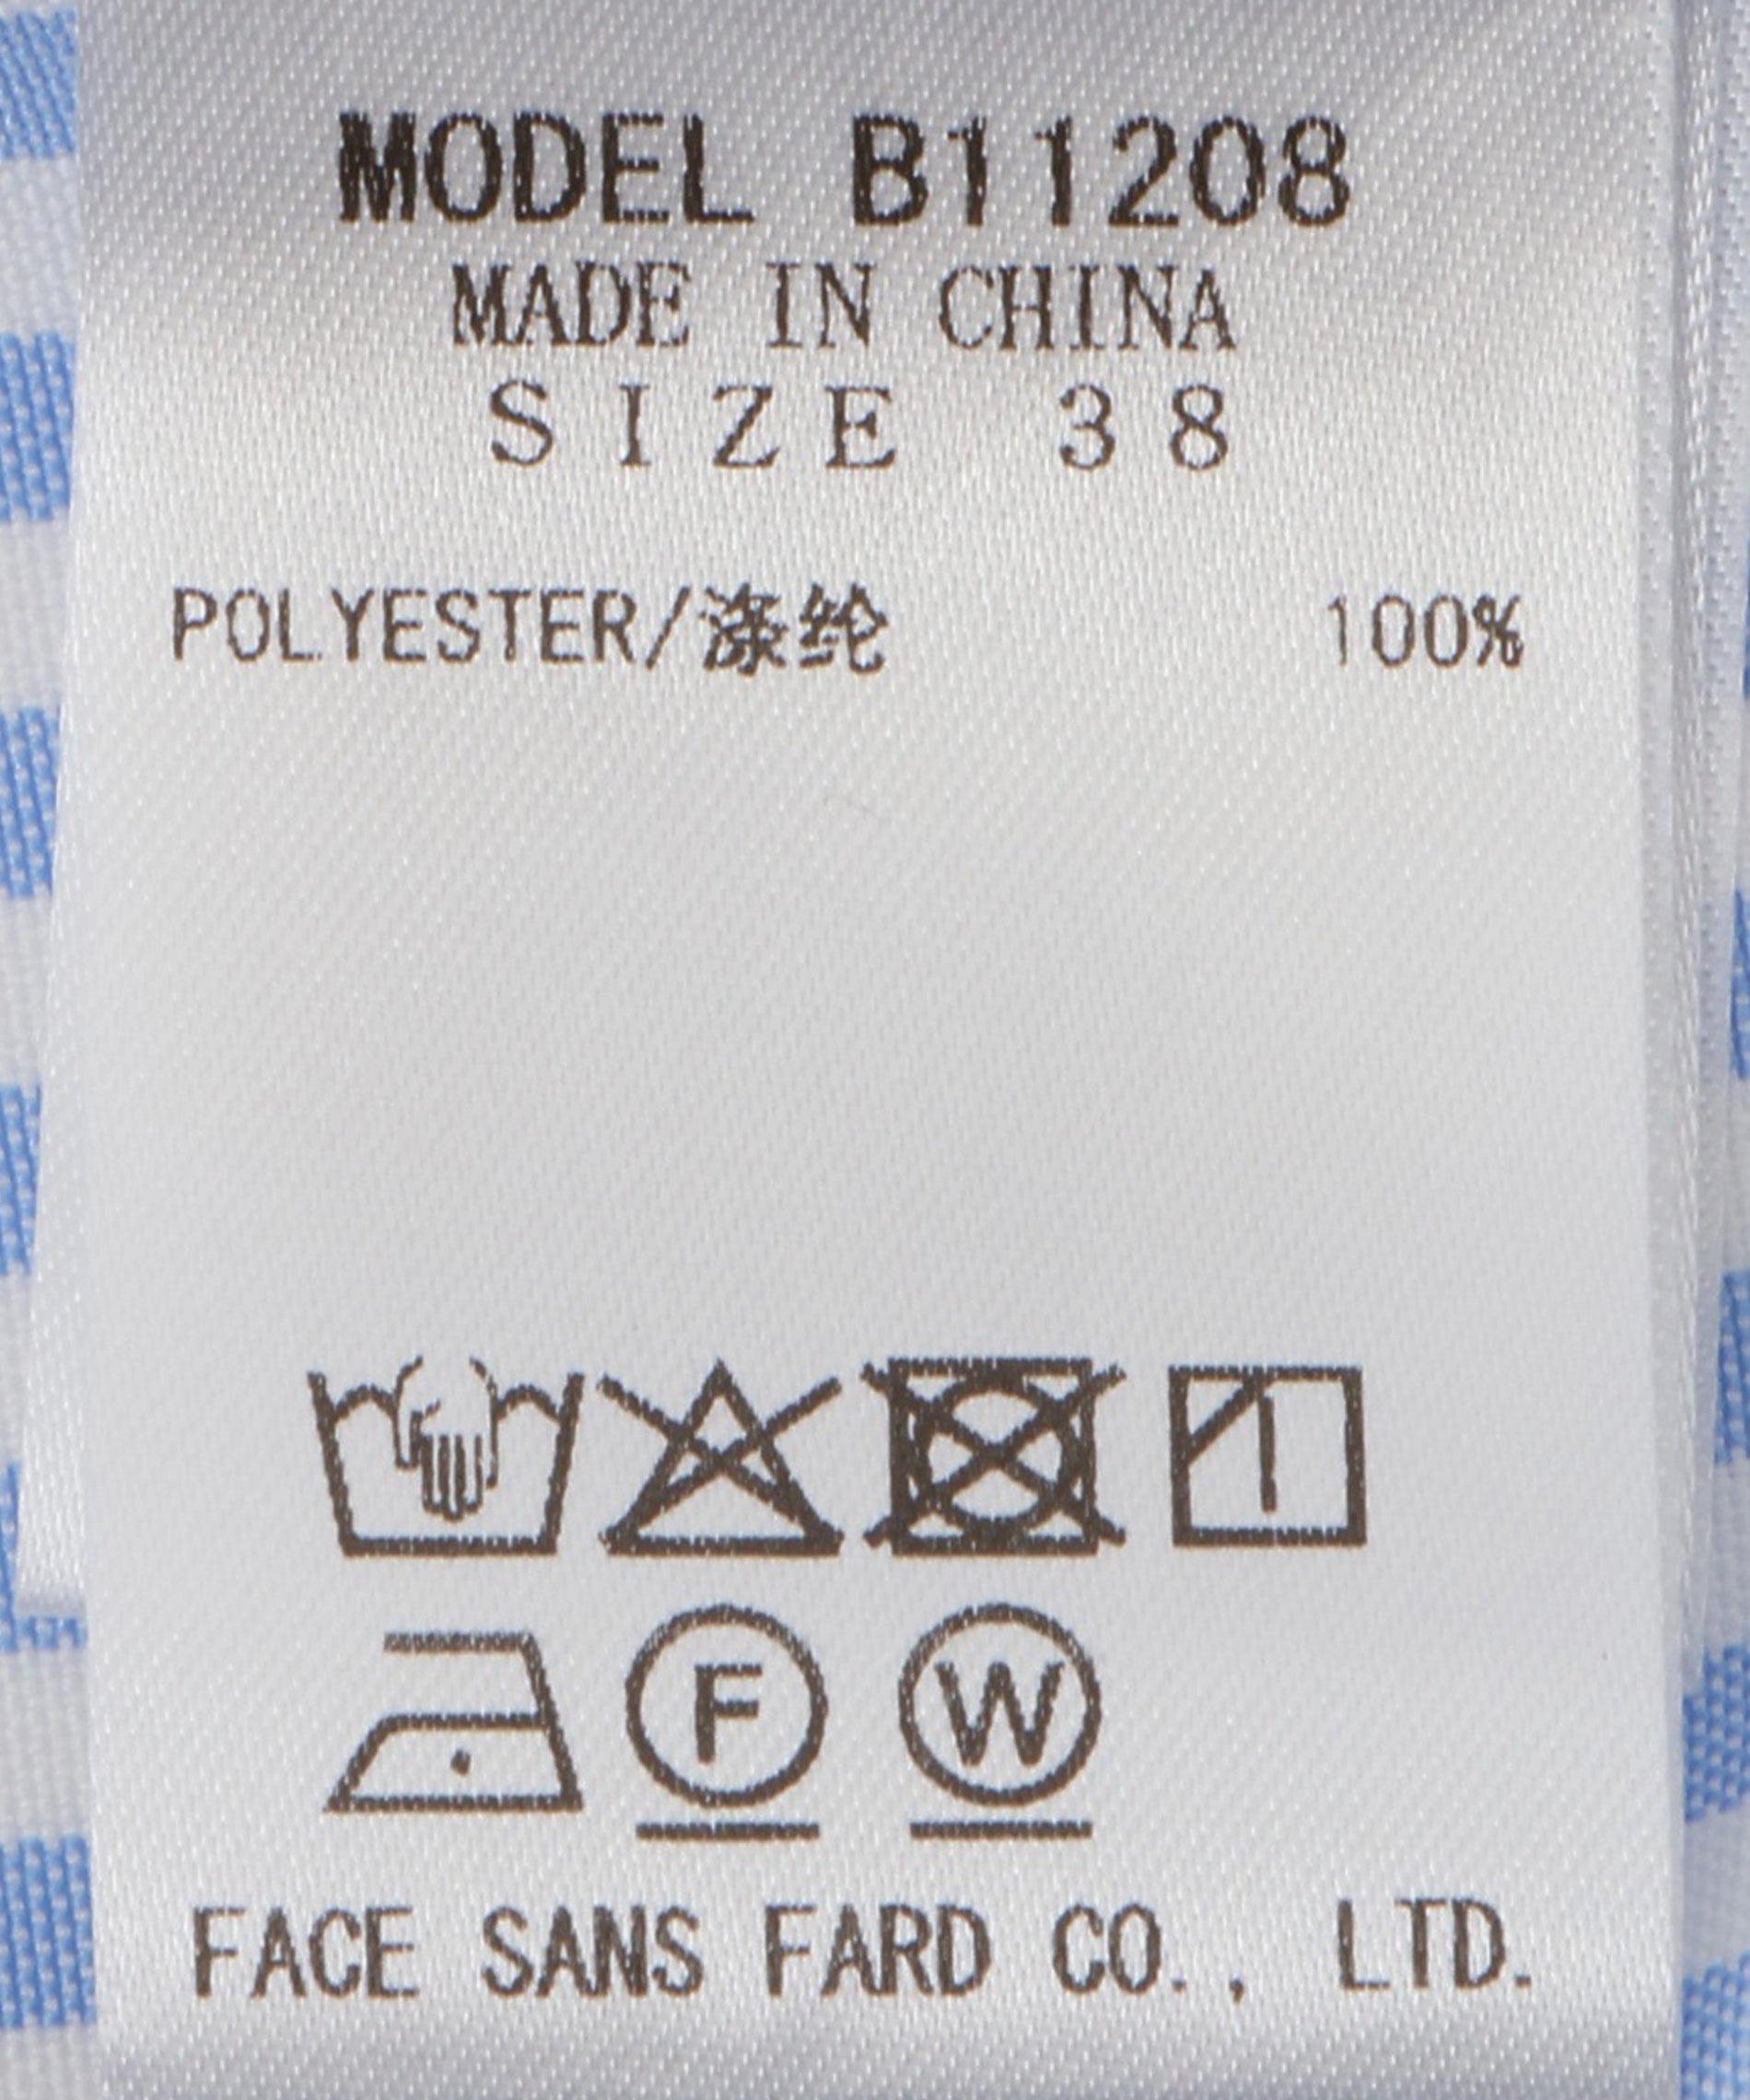 MODEL B11208
MADE IN CHINA
SIZE 38
POLYESTER/涤纶 100%
F W
FACE SANS FARD CO., LTD.